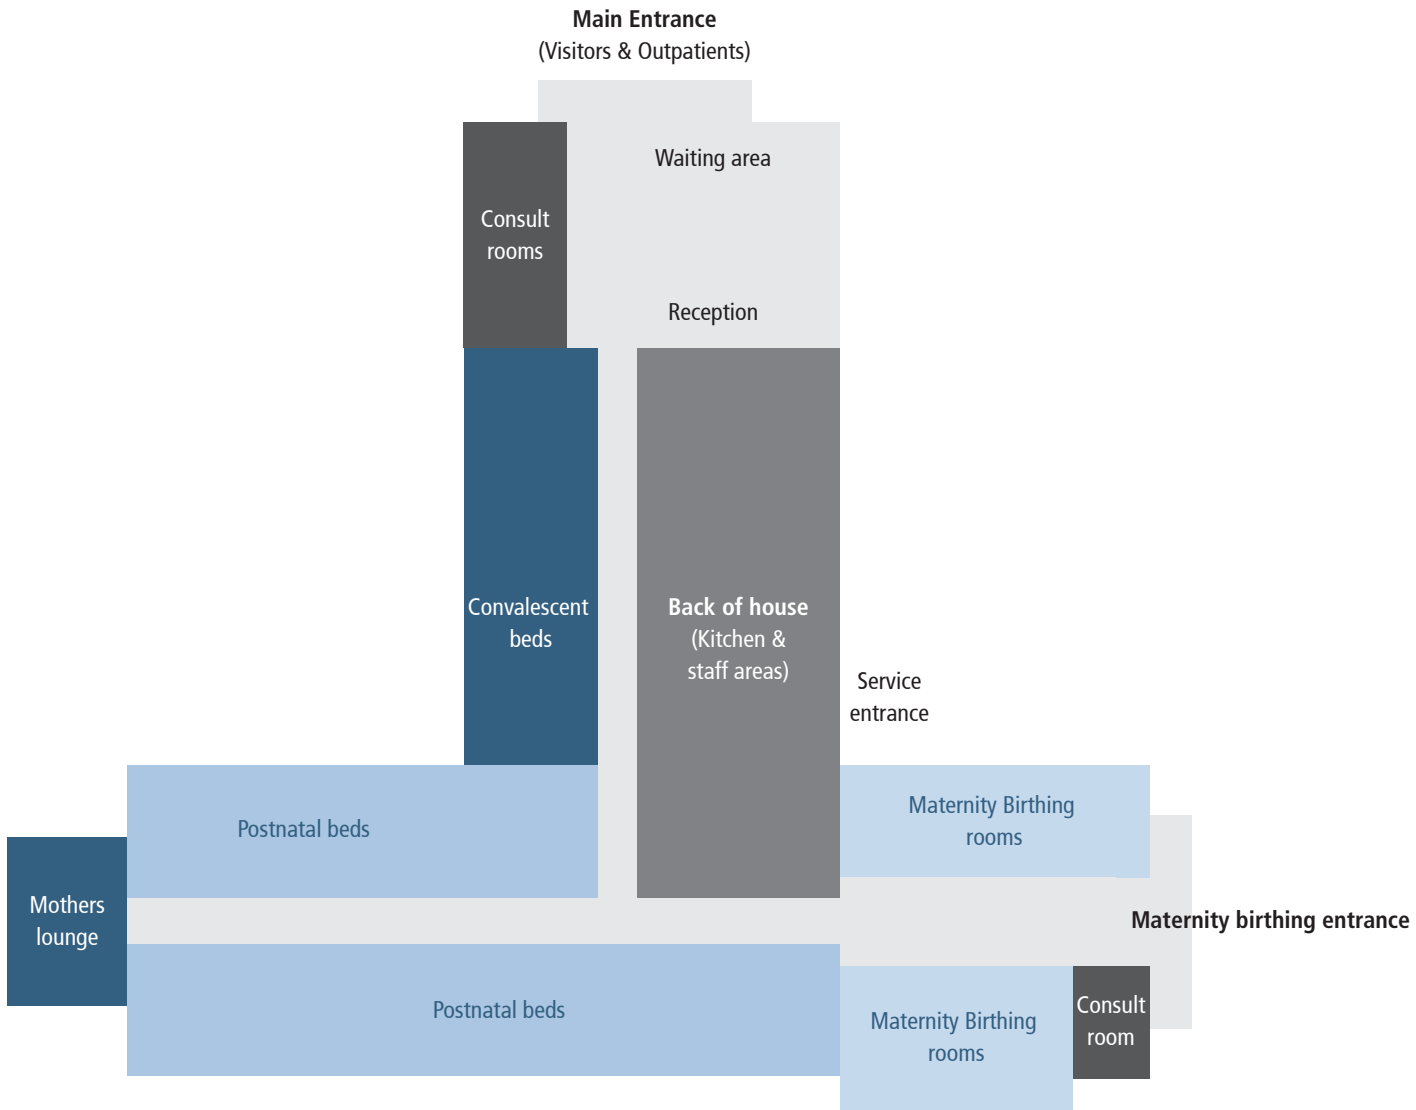 Main Entrance
(Visitors & Outpatients)
Waiting area
Consult
rooms
Reception
Convalescent
beds
Back of house
(Kitchen &
staff areas)
Service
entrance
Postnatal beds
Maternity Birthing
rooms
Mothers
lounge
Maternity birthing entrance
Postnatal beds
Maternity Birthing
rooms
Consult
room